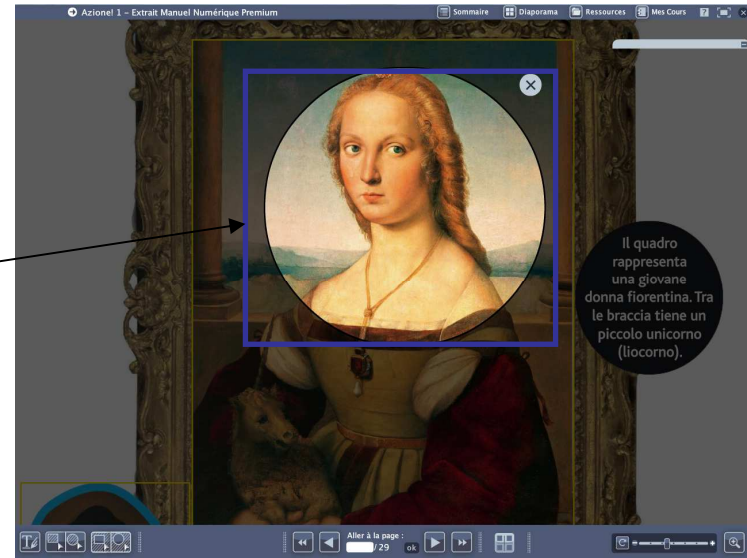 Azione! 1 – Extrait Manuel Numérique Premium
Sommaire
Diaporama
Ressources
Mes Cours
?
Il quadro
rappresenta
una giovane
donna fiorentina. Tra
le braccia tiene un
piccolo unicorno
(liocorno).
Aller à la page :
/ 29
ok